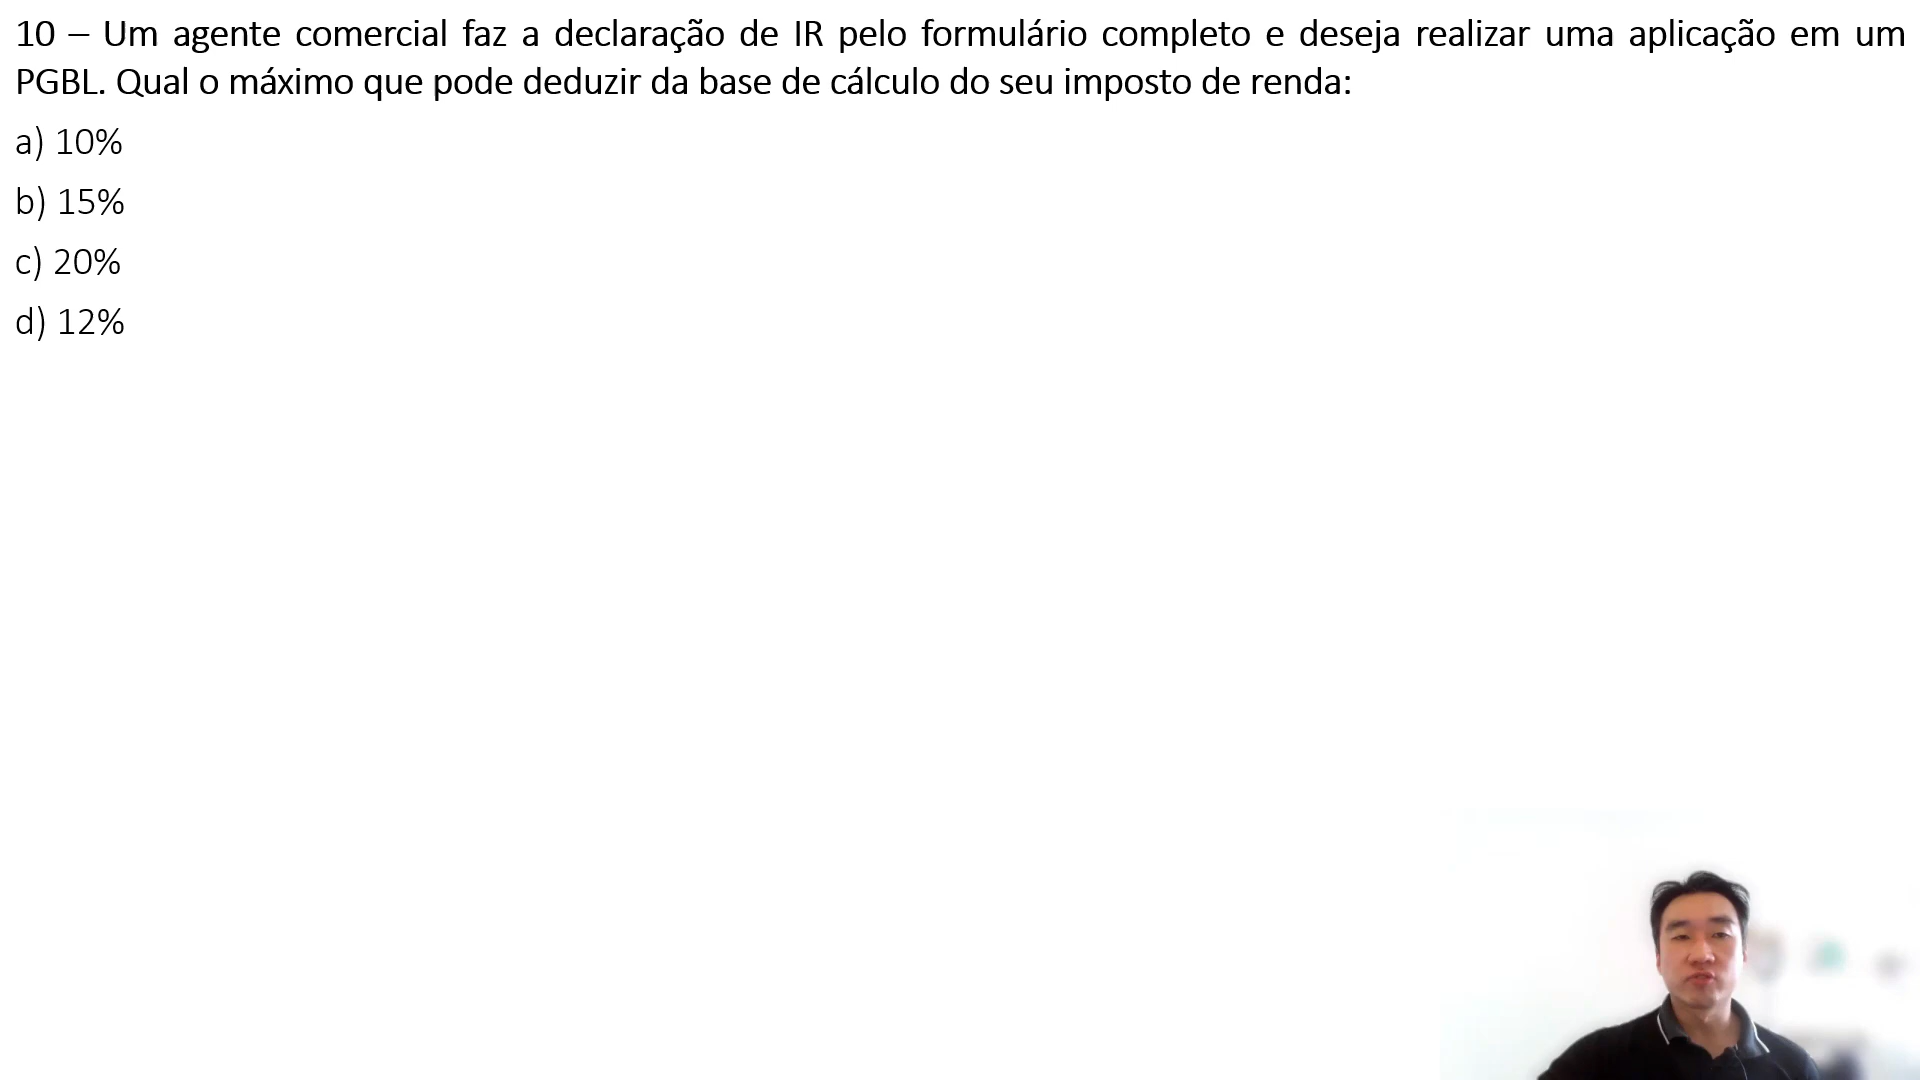 10 – Um agente comercial faz a declaração de IR pelo formulário completo e deseja realizar uma aplicação em um
PGBL. Qual o máximo que pode deduzir da base de cálculo do seu imposto de renda:
a) 10%
b) 15%
c) 20%
d) 12%